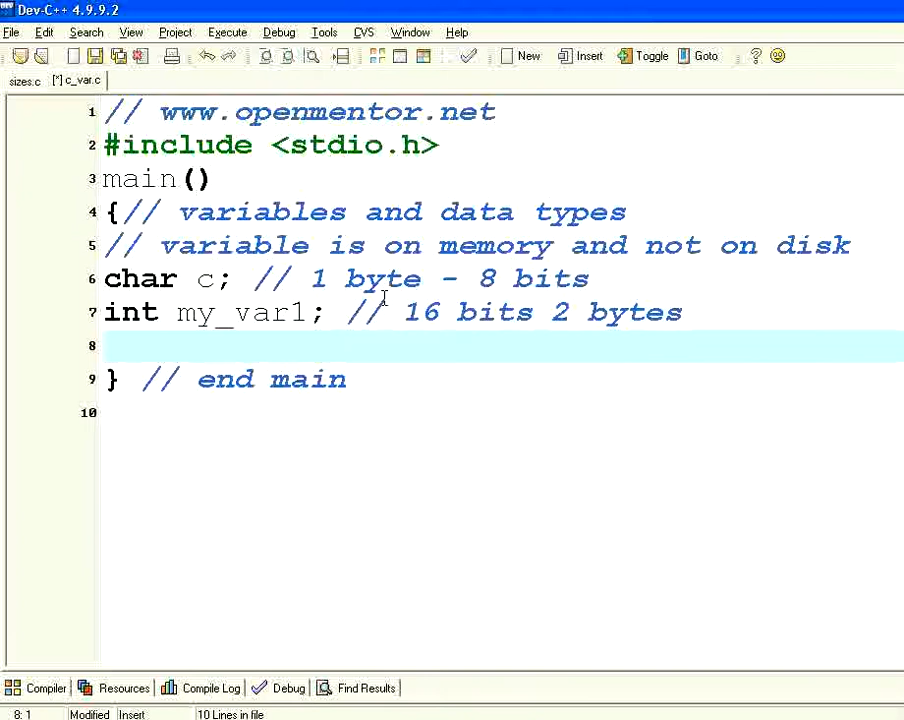 Dev-C++ 4.9.9.2
File Edit Search View Project Execute Debug Tools CVS Window Help
New Insert Toggle Goto
sizes.c [*] c_var.c
1 // www.openmentor.net
2 #include <stdio.h>
3 main()
4 {// variables and data types
5 // variable is on memory and not on disk
6 char c; // 1 byte - 8 bits
7 int my_var1; // 16 bits 2 bytes
8
9 } // end main
10
Compiler Resources Compile Log Debug Find Results
8: 1 Modified Insert 10 Lines in file